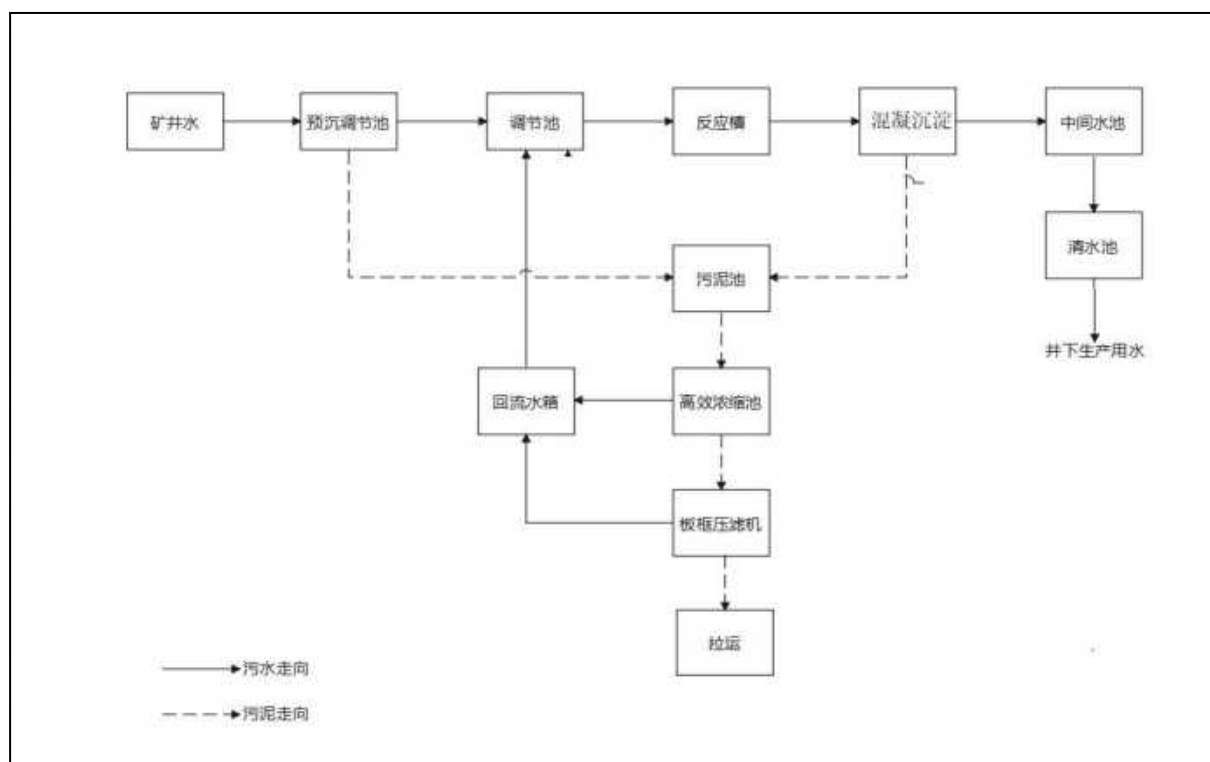 矿井水
预沉调节池
调节池
反应槽
混凝沉淀
中间水池
清水池
污泥池
井下生产用水
回流水箱
高效浓缩池
板框压滤机
拉运
污水走向
污泥走向